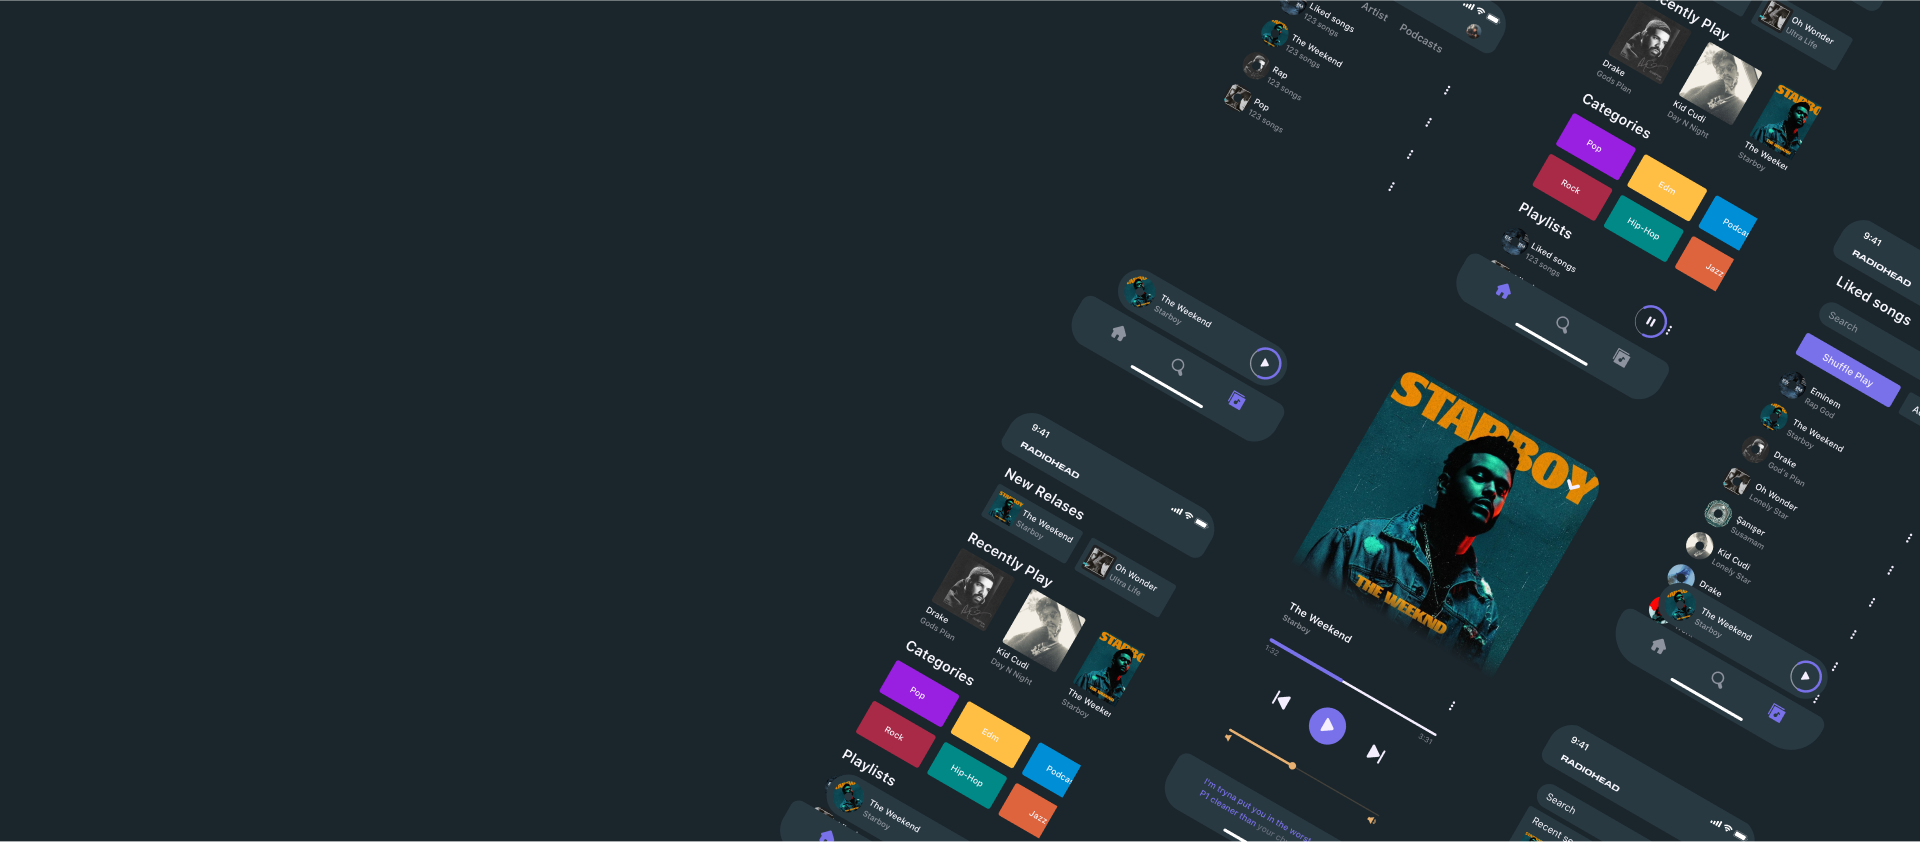 Artist
Podcasts
Liked songs
123 songs
The Weekend
123 songs
Rap
123 songs
Pop
123 songs
The Weekend
Starboy
9:41
RADIOHEAD
New Relases
The Weekend
Starboy
Oh Wonder
Ultra Life
Recently Play
Drake
Gods Plan
Kid Cudi
Day N Night
STARBO
The Weeke
Starboy
Categories
Pop
Edm
Podca
Rock
Hip-Hop
Jazz
Playlists
The Weekend
Starboy
STARBOY
THE WEEKND
The Weekend
Starboy
1:32
3:31
I'm tryna put you in the worst
P1 cleaner than your ch
Oh Wonder
Ultra Life
cently Play
Drake
Gods Plan
Kid Cudi
Day N Night
STARBO
The Weeke
Starboy
Categories
Pop
Edm
Podca
Rock
Hip-Hop
Jazz
Playlists
Liked songs
123 songs
9:41
RADIOHEAD
Liked songs
Search
Shuffle Play
Eminem
Rap God
The Weekend
Starboy
Drake
God's Plan
Oh Wonder
Lonely Star
Şanışer
Susamam
Kid Cudi
Lonely Star
Drake
The Weekend
Starboy
9:41
RADIOHEAD
Search
Recent se